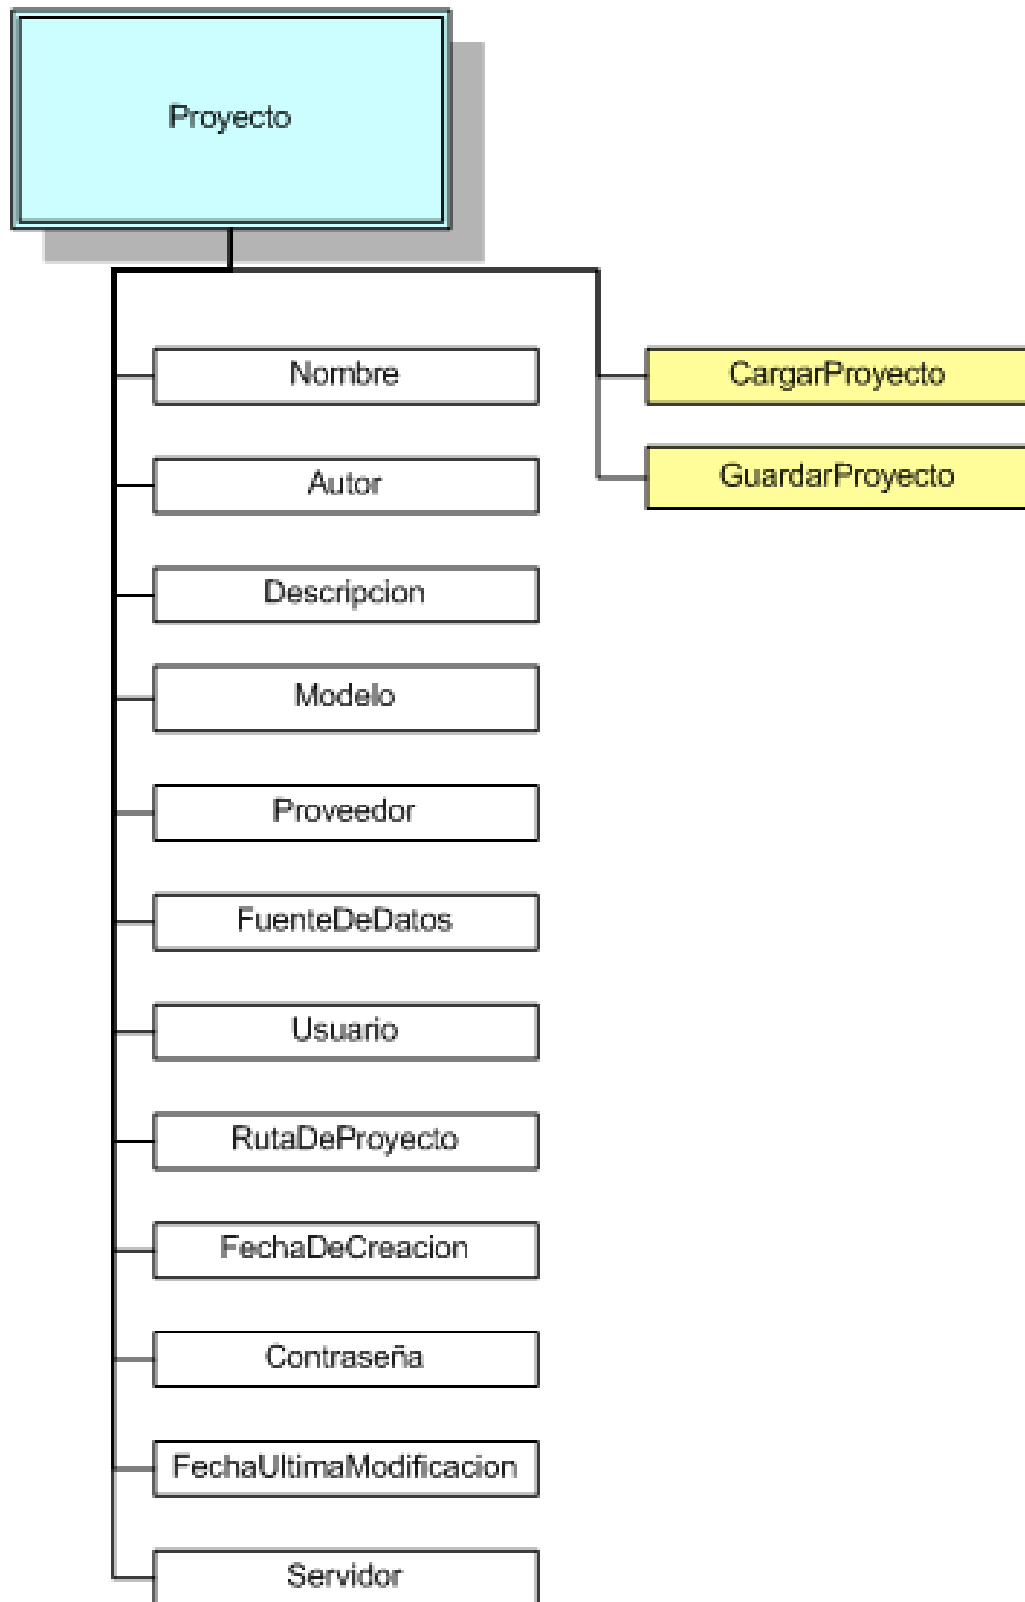 Proyecto
Nombre
Autor
Descripcion
Modelo
Proveedor
FuenteDeDatos
Usuario
RutaDeProyecto
FechaDeCreacion
Contraseña
FechaUltimaModificacion
Servidor
CargarProyecto
GuardarProyecto